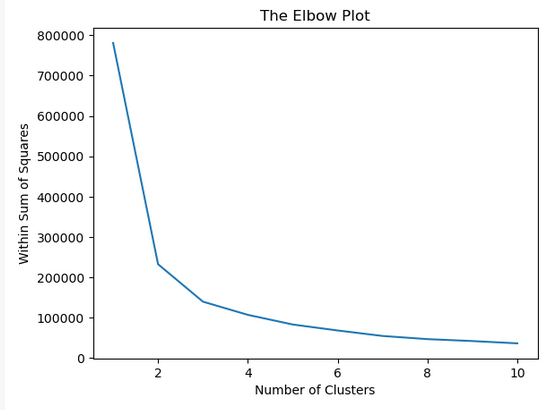 The Elbow Plot
800000
700000
600000
500000
400000
300000
200000
100000
0
Within Sum of Squares
2 4 6 8 10
Number of Clusters